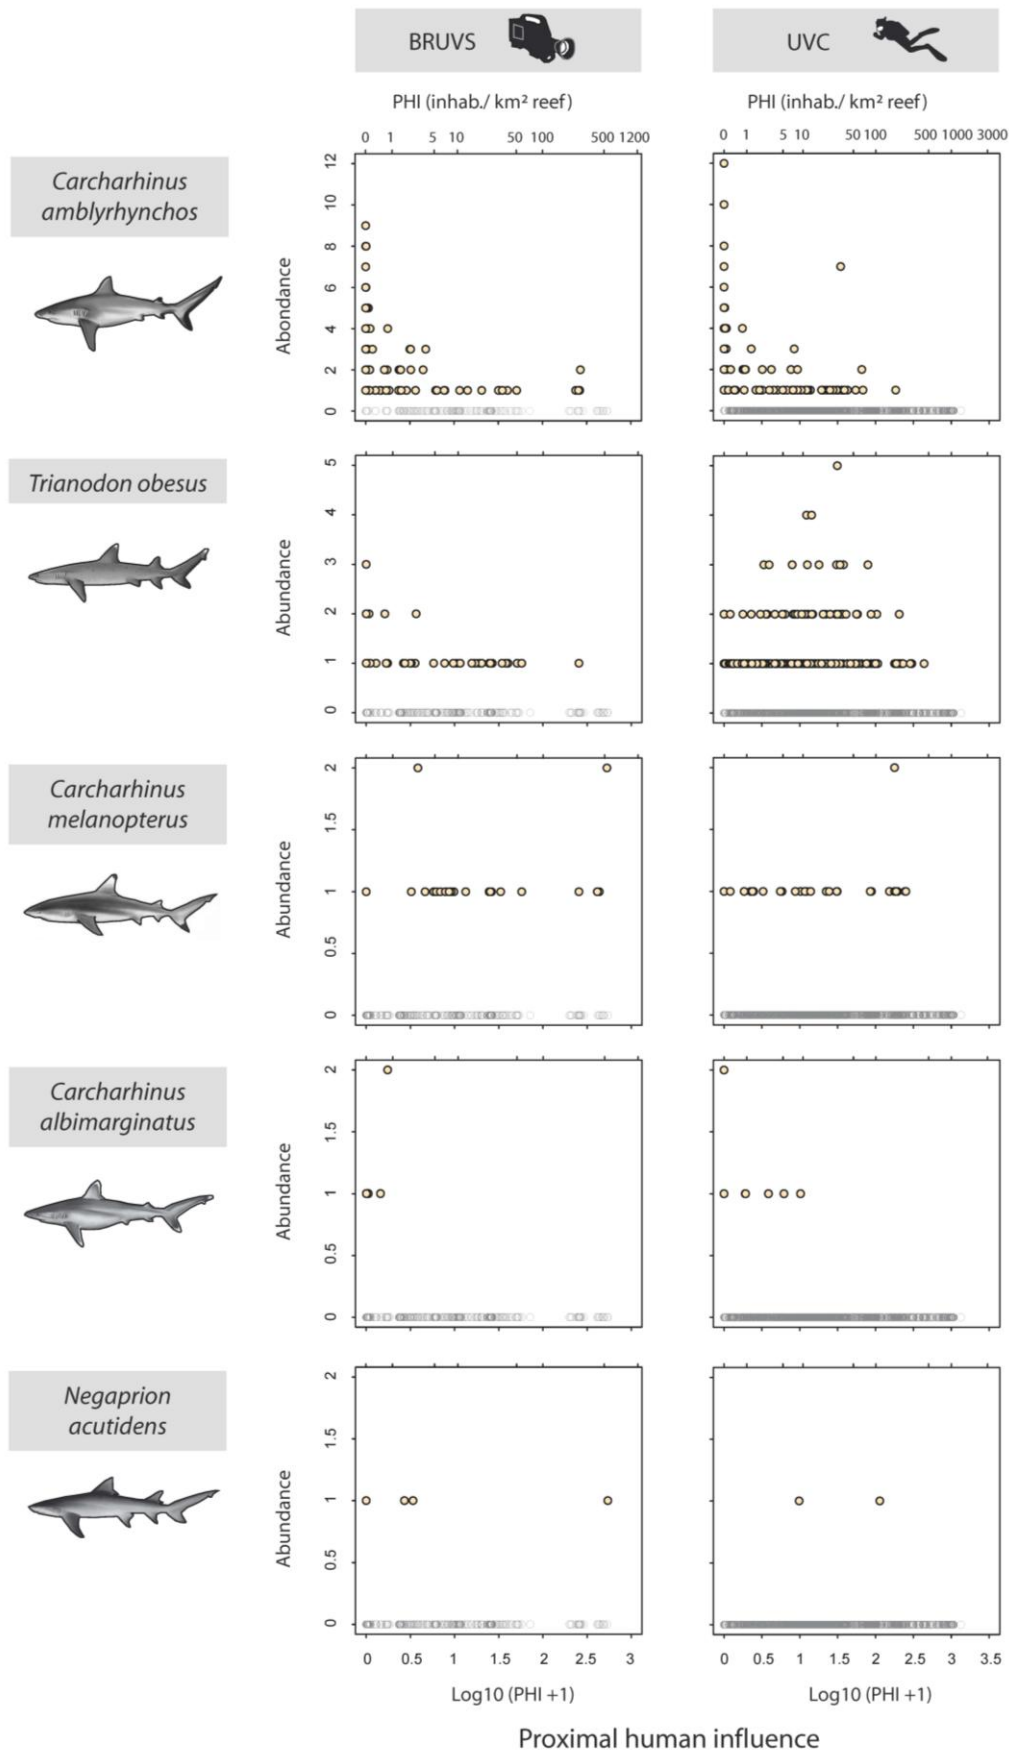 BRUVS
UVC
PHI (inhab./ km² reef)
PHI (inhab./ km² reef)
0 1 5 10 50 100 500 1200
0 1 5 10 50 100 500 1000 3000
Carcharhinus
amblyrhynchos
Abondance
12
10
8
6
4
2
0
Trianodon obesus
Abundance
5
4
3
2
1
0
Carcharhinus
melanopterus
Abundance
2
1.5
1
0.5
0
Carcharhinus
albimarginatus
Abundance
2
1.5
1
0.5
0
Negaprion
acutidens
Abundance
2
1.5
1
0.5
0
0 0.5 1 1.5 2 2.5 3
0 0.5 1 1.5 2 2.5 3 3.5
Log10 (PHI +1)
Log10 (PHI +1)
Proximal human influence